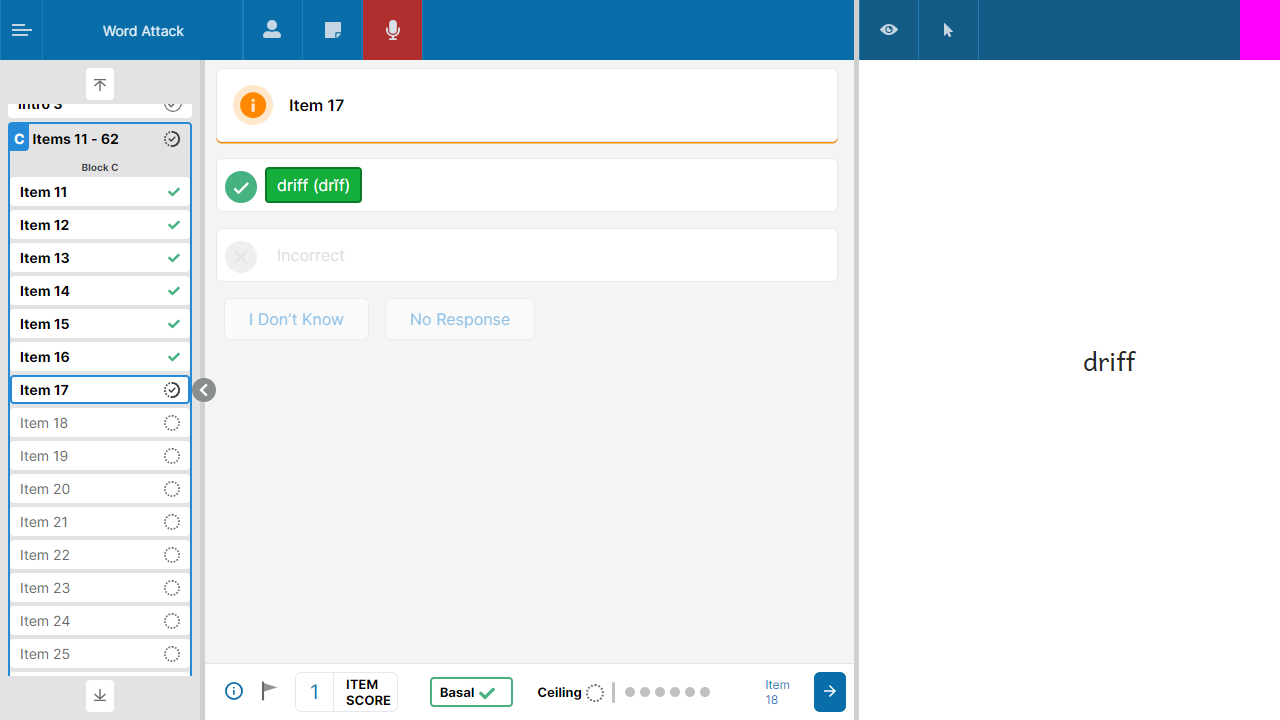 Word Attack
Intro 3
C Items 11 - 62
Block C
Item 11
Item 12
Item 13
Item 14
Item 15
Item 16
Item 17
Item 18
Item 19
Item 20
Item 21
Item 22
Item 23
Item 24
Item 25
Item 17
driff (drĭf)
Incorrect
I Don't Know
No Response
1
ITEM
SCORE
Basal
Ceiling
Item
18
driff